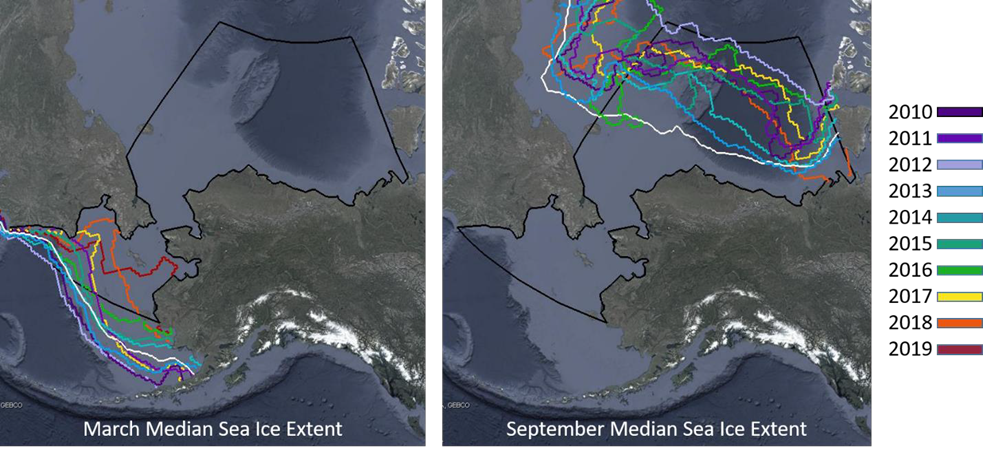 2010
2011
2012
2013
2014
2015
2016
2017
2018
2019
GEBCO
March Median Sea Ice Extent
GEBCO
September Median Sea Ice Extent